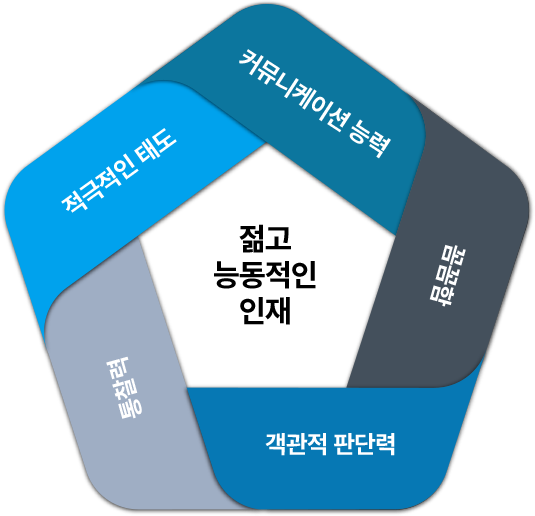 커뮤니케이션 능력
적극적인 태도
젊고
능동적인
인재
꼼꼼함
통찰력
객관적 판단력